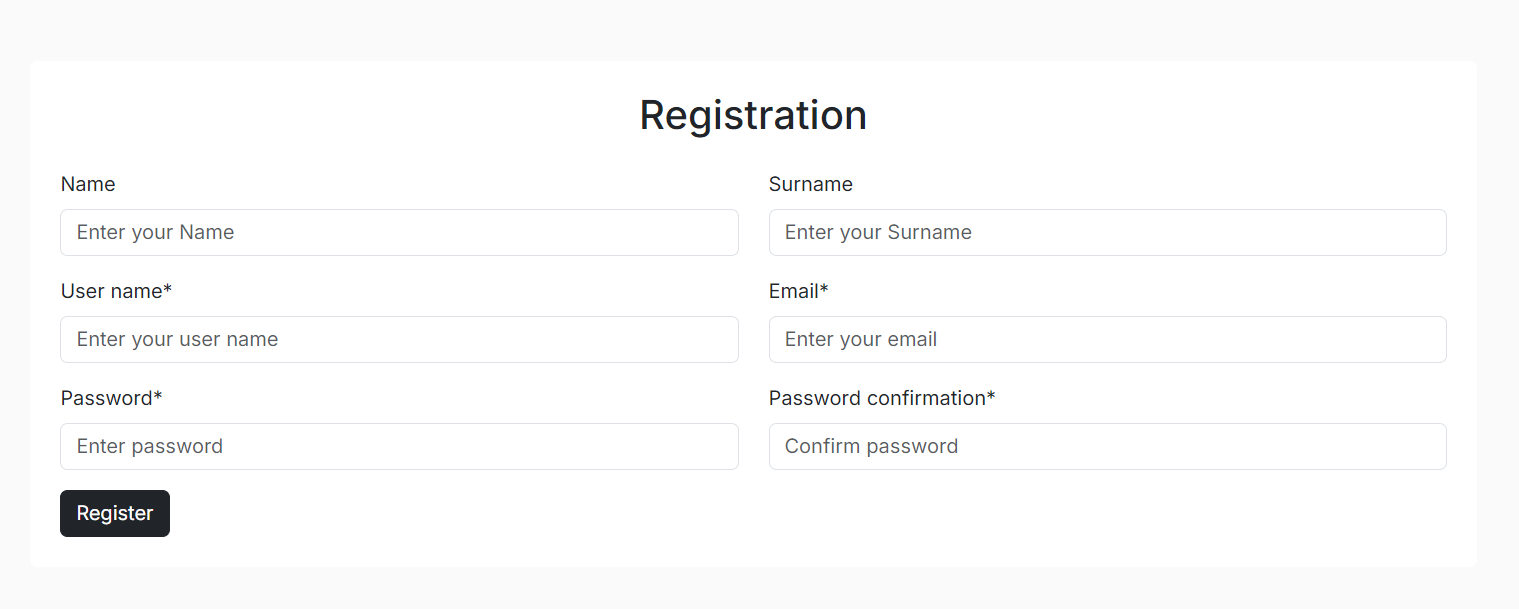 Registration
Name
Surname
Enter your Name
Enter your Surname
User name*
Email*
Enter your user name
Enter your email
Password*
Password confirmation*
Enter password
Confirm password
Register